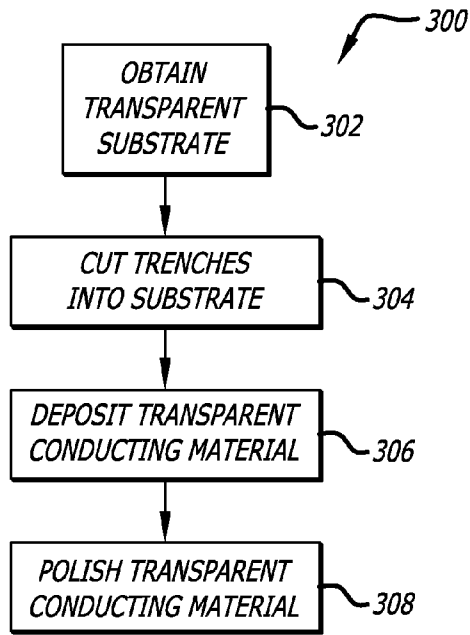 300
OBTAIN
TRANSPARENT
SUBSTRATE
302
CUT TRENCHES
INTO SUBSTRATE
304
DEPOSIT TRANSPARENT
CONDUCTING MATERIAL
306
POLISH TRANSPARENT
CONDUCTING MATERIAL
308